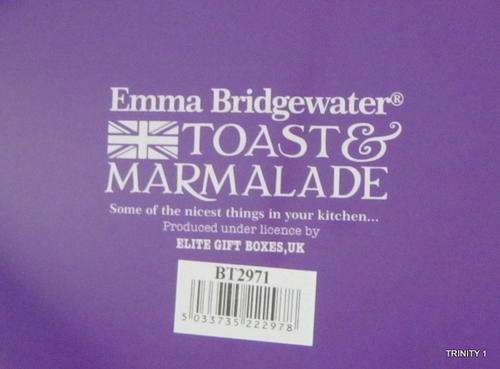 Emma Bridgewater®
TOAST &
MARMALADE
Some of the nicest things in your kitchen...
Produced under licence by
ELITE GIFT BOXES, UK
BT2971
5 033735 222978
TRINITY 1